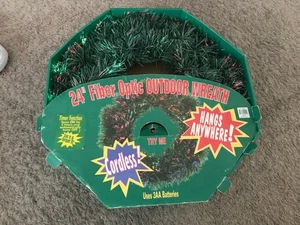 24" Fiber Optic OUTDOOR WREATH
Timer Function
HANGS
ANYWHERE!
TRY ME
Cordless!
Uses 3AA Batteries